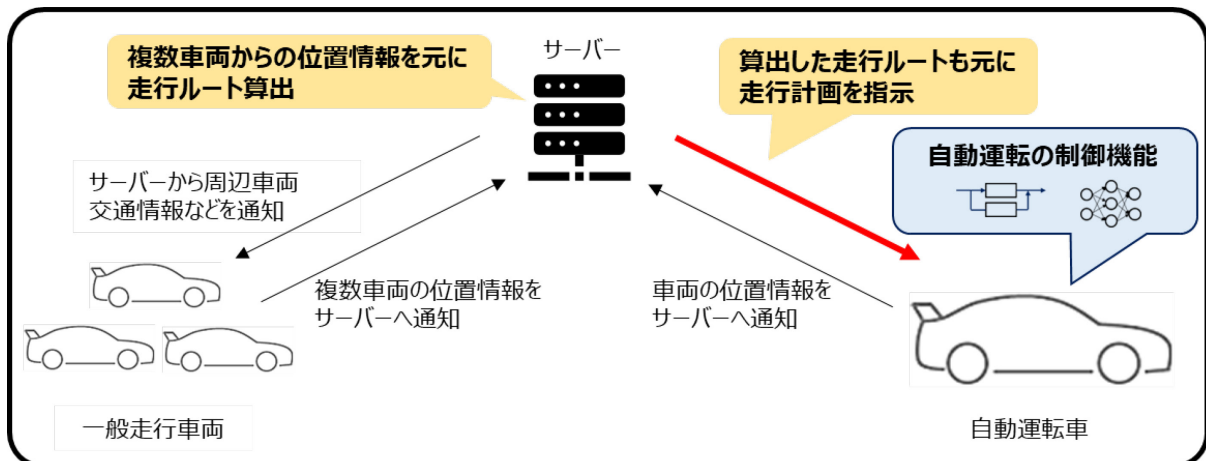 複数車両からの位置情報を元に
走行ルート算出
サーバー
算出した走行ルートも元に
走行計画を指示
自動運転の制御機能
サーバーから周辺車両
交通情報などを通知
複数車両の位置情報を
サーバーへ通知
車両の位置情報を
サーバーへ通知
一般走行車両
自動運転車